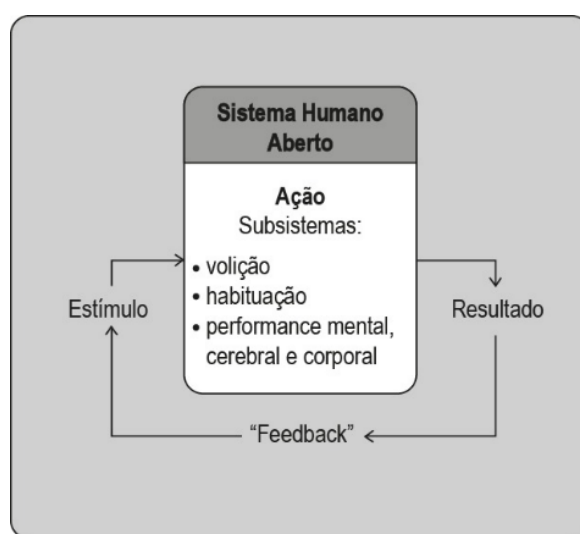 Sistema Humano
Aberto
Ação
Subsistemas:
• volição
• habituação
• performance mental,
cerebral e corporal
Estímulo
Resultado
“Feedback”